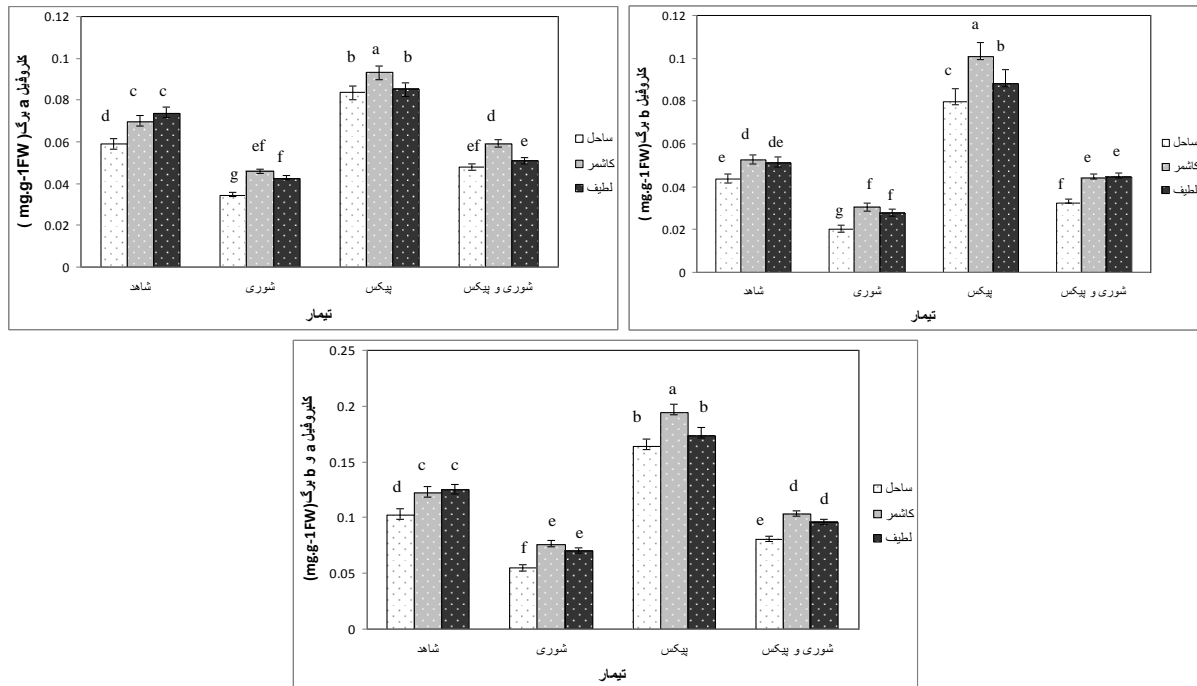 کلروفیل a برگ( mg.g-1FW )
0.12
0.1
0.08
0.06
0.04
0.02
0
d c c
g ef f
b a b
ef d e
شاهد
شوری
پیکس
شوری و پیکس
تیمار
ساحل
کاشمر
لطیف
کلروفیل b برگ(mg.g-1FW)
0.12
0.1
0.08
0.06
0.04
0.02
0
e d de
g f f
c a b
f e e
شاهد
شوری
پیکس
شوری و پیکس
تیمار
ساحل
کاشمر
لطیف
کلروفیل a و b برگ(mg.g-1FW)
0.25
0.2
0.15
0.1
0.05
0
d c c
f e e
b a b
e d d
شاهد
شوری
پیکس
شوری و پیکس
تیمار
ساحل
کاشمر
لطیف